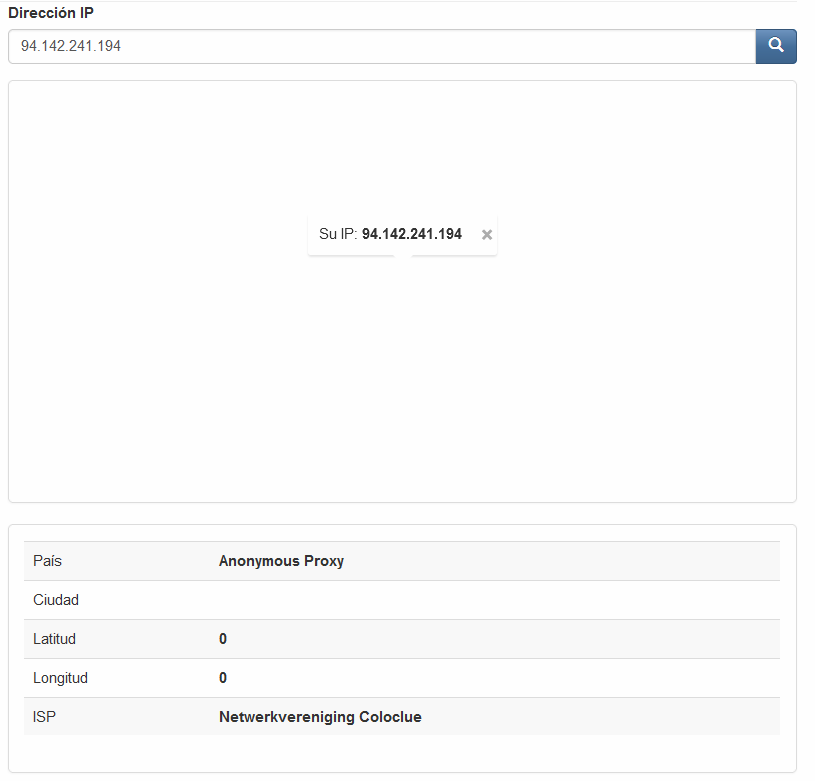 Dirección IP
94.142.241.194
Su IP: 94.142.241.194 ×
País Anonymous Proxy
Ciudad
Latitud 0
Longitud 0
ISP Netwerkvereniging Coloclue